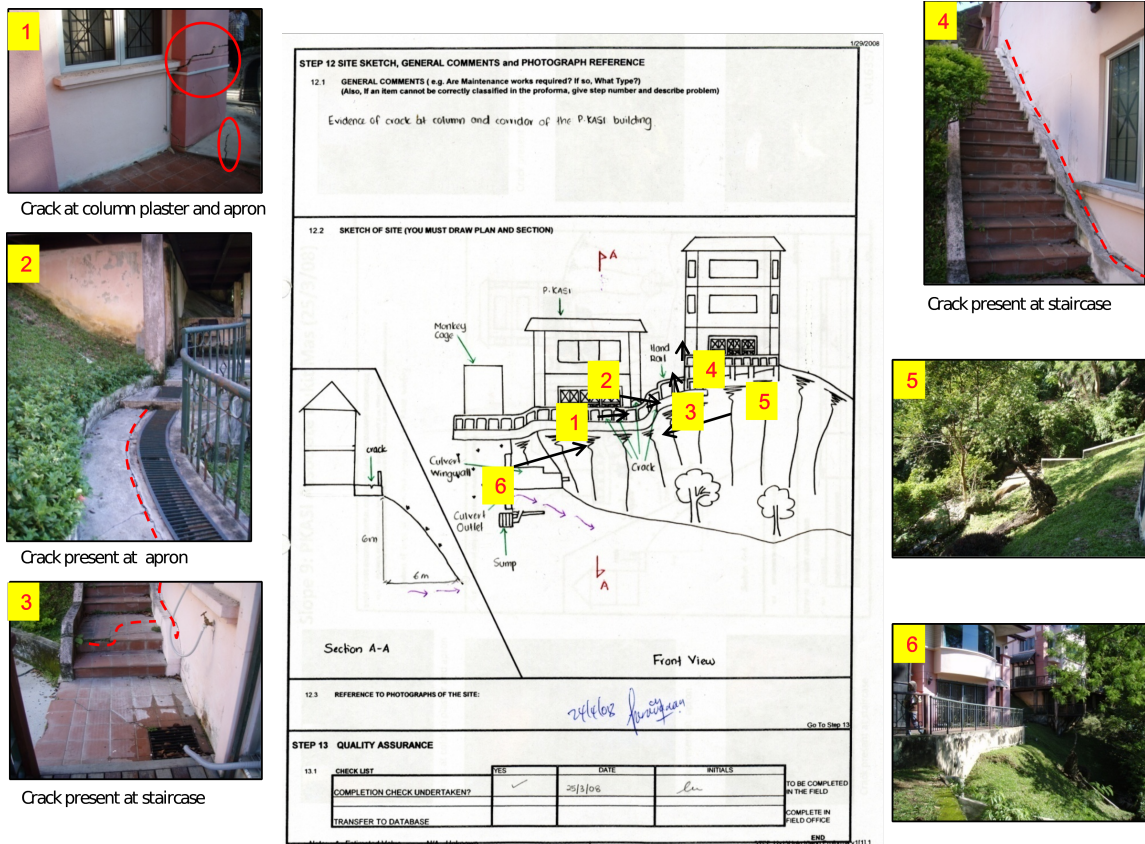 1
Crack at column plaster and apron
2
Crack present at apron
3
Crack present at staircase
1/29/2008
STEP 12 SITE SKETCH, GENERAL COMMENTS and PHOTOGRAPH REFERENCE
12.1 GENERAL COMMENTS ( e.g. Are Maintenance works required? If so, What Type?)
(Also, If an item cannot be correctly classified in the proforma, give step number and describe problem)
Evidence of crack at column and corridor of the P.KASI building.
12.2 SKETCH OF SITE (YOU MUST DRAW PLAN AND SECTION)
A
P.KASI
Monkey
Cage
Hand
Rail
2
4
1
3
5
crack
Culvert
Wingwall
Crack
6
Culvert
Outlet
6m
Sump
6m
A
Section A-A
Front View
12.3 REFERENCE TO PHOTOGRAPHS OF THE SITE:
24/4/08
Go To Step 13
STEP 13 QUALITY ASSURANCE
13.1 CHECK LIST YES DATE INITIALS
COMPLETION CHECK UNDERTAKEN? ✓ 25/3/08
TO BE COMPLETED
IN THE FIELD
TRANSFER TO DATABASE
COMPLETE IN
FIELD OFFICE
END
4
Crack present at staircase
5
6